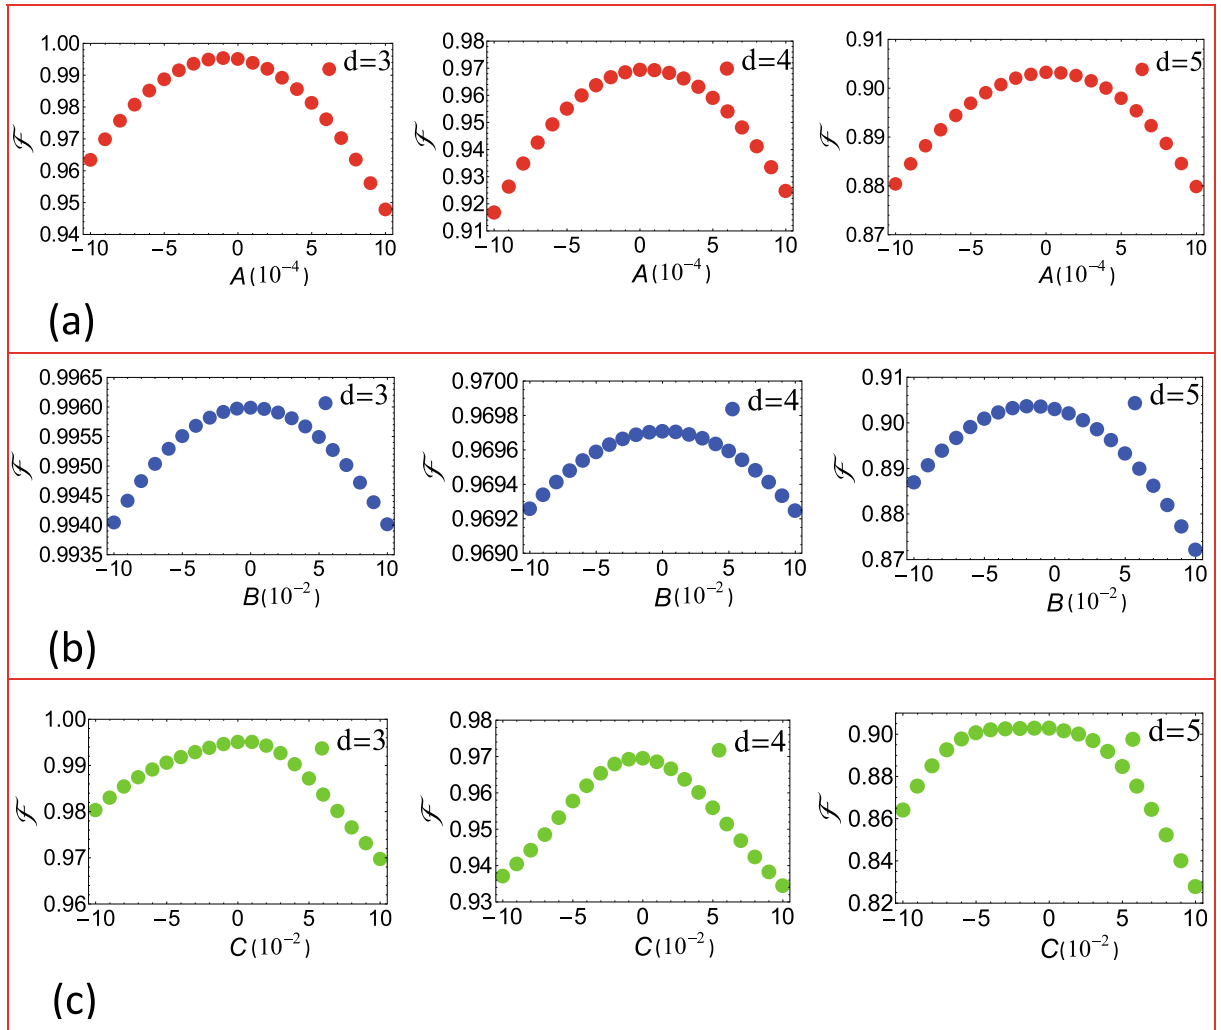 1.00
0.99
0.98
0.97
0.96
0.95
0.94
ℱ
d=3
−10 −5 0 5 10
A(10⁻⁴)
0.98
0.97
0.96
0.95
0.94
0.93
0.92
0.91
ℱ
d=4
−10 −5 0 5 10
A(10⁻⁴)
0.91
0.90
0.89
0.88
0.87
ℱ
d=5
−10 −5 0 5 10
A(10⁻⁴)
(a)
0.9965
0.9960
0.9955
0.9950
0.9945
0.9940
0.9935
ℱ
d=3
−10 −5 0 5 10
B(10⁻²)
0.9700
0.9698
0.9696
0.9694
0.9692
0.9690
ℱ
d=4
−10 −5 0 5 10
B(10⁻²)
0.91
0.90
0.89
0.88
0.87
ℱ
d=5
−10 −5 0 5 10
B(10⁻²)
(b)
1.00
0.99
0.98
0.97
0.96
ℱ
d=3
−10 −5 0 5 10
C(10⁻²)
0.98
0.97
0.96
0.95
0.94
0.93
ℱ
d=4
−10 −5 0 5 10
C(10⁻²)
0.90
0.88
0.86
0.84
0.82
ℱ
d=5
−10 −5 0 5 10
C(10⁻²)
(c)